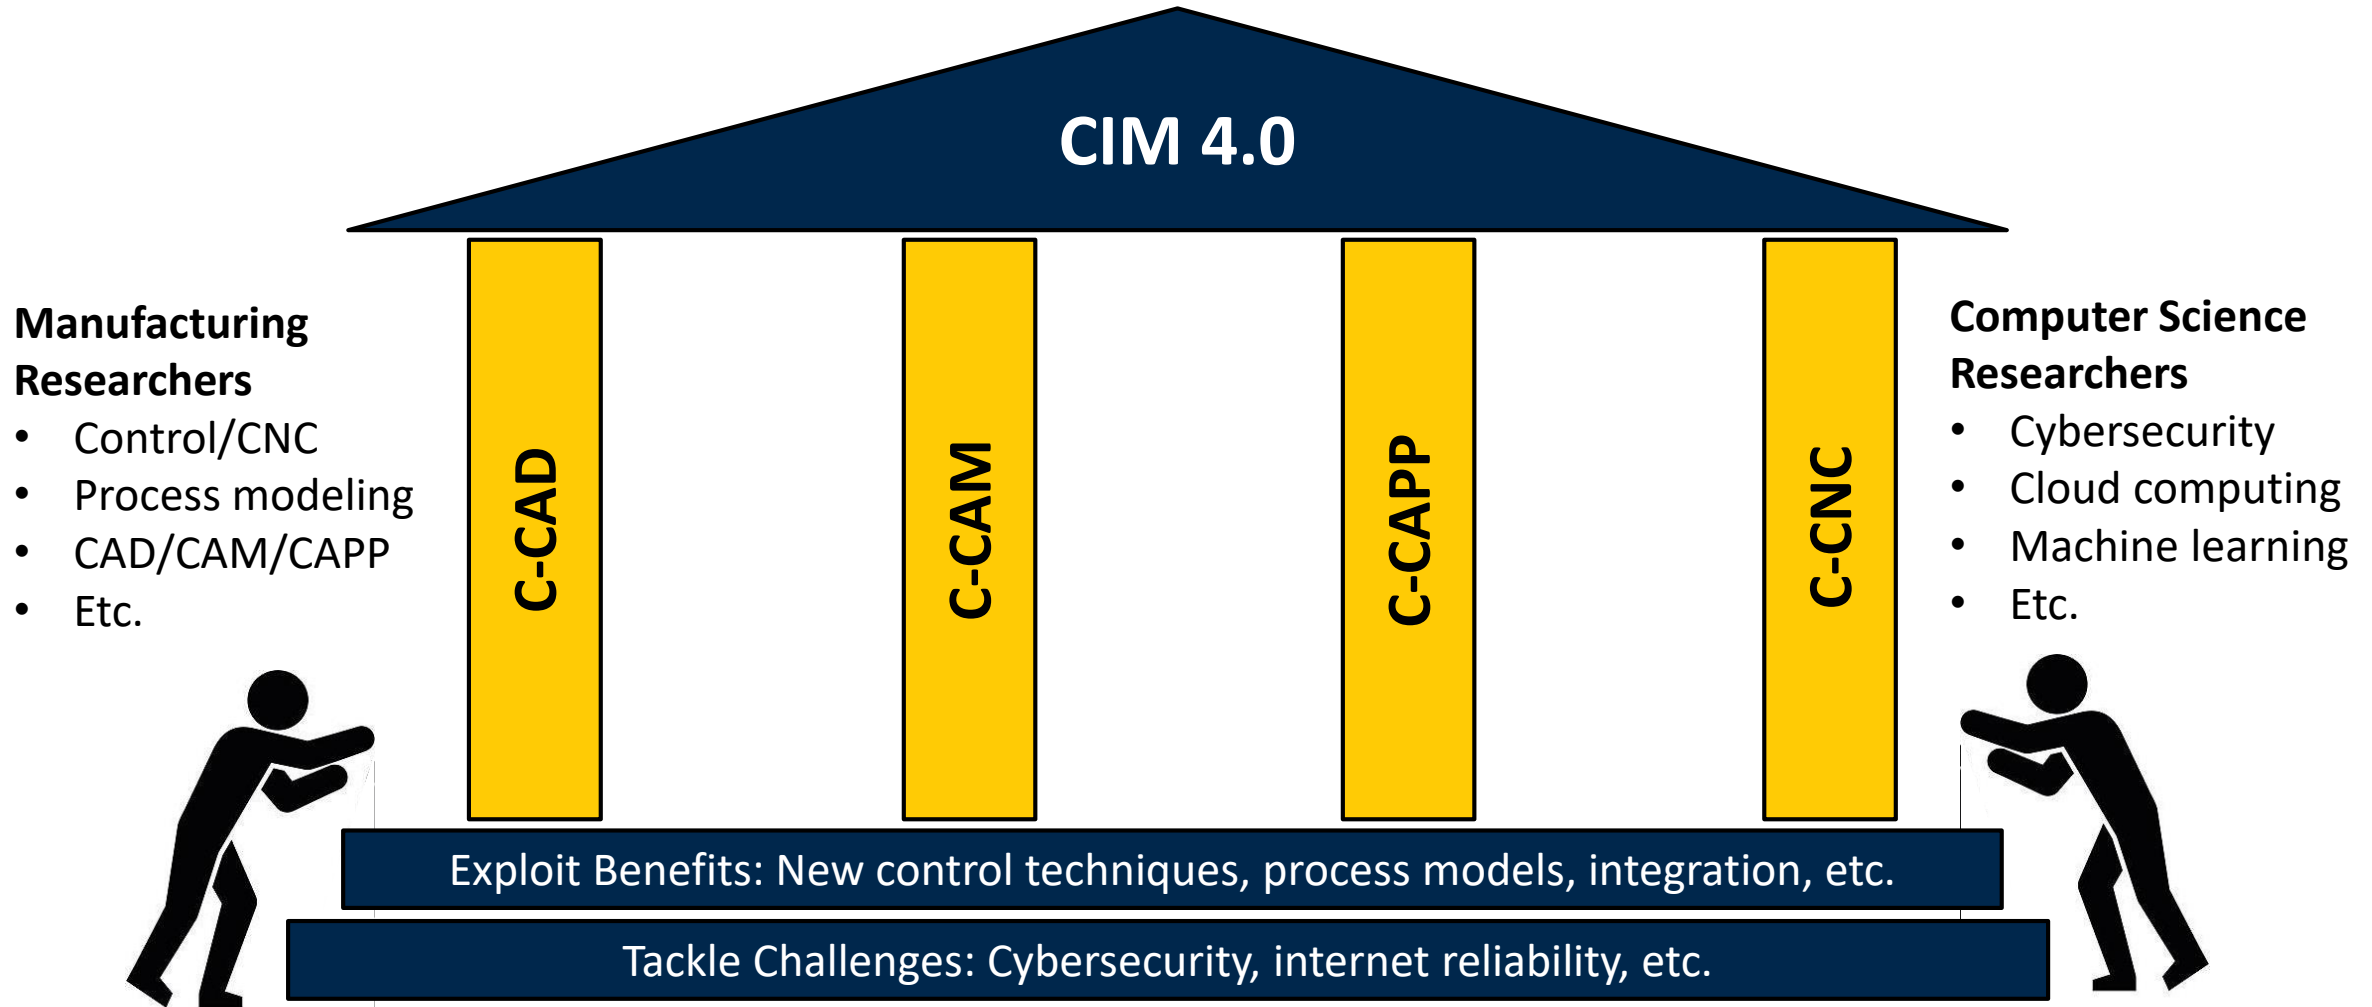 CIM 4.0
Manufacturing
Researchers
• Control/CNC
• Process modeling
• CAD/CAM/CAPP
• Etc.
C-CAD
C-CAM
C-CAPP
C-CNC
Computer Science
Researchers
• Cybersecurity
• Cloud computing
• Machine learning
• Etc.
Exploit Benefits: New control techniques, process models, integration, etc.
Tackle Challenges: Cybersecurity, internet reliability, etc.